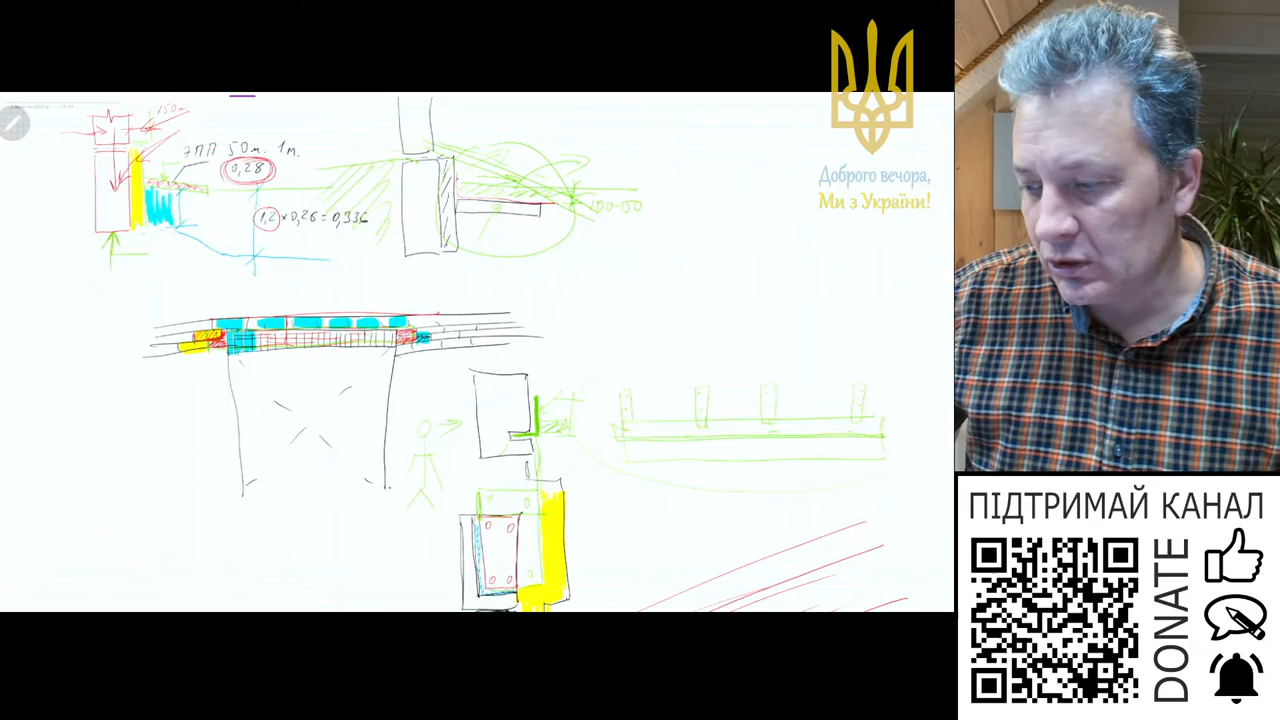 150м.
ЭПП 50м. 1м.
0,28
1,2 × 0,28 = 0,336
100-150
Доброго вечора,
Ми з України!
ПІДТРИМАЙ КАНАЛ
DONATE